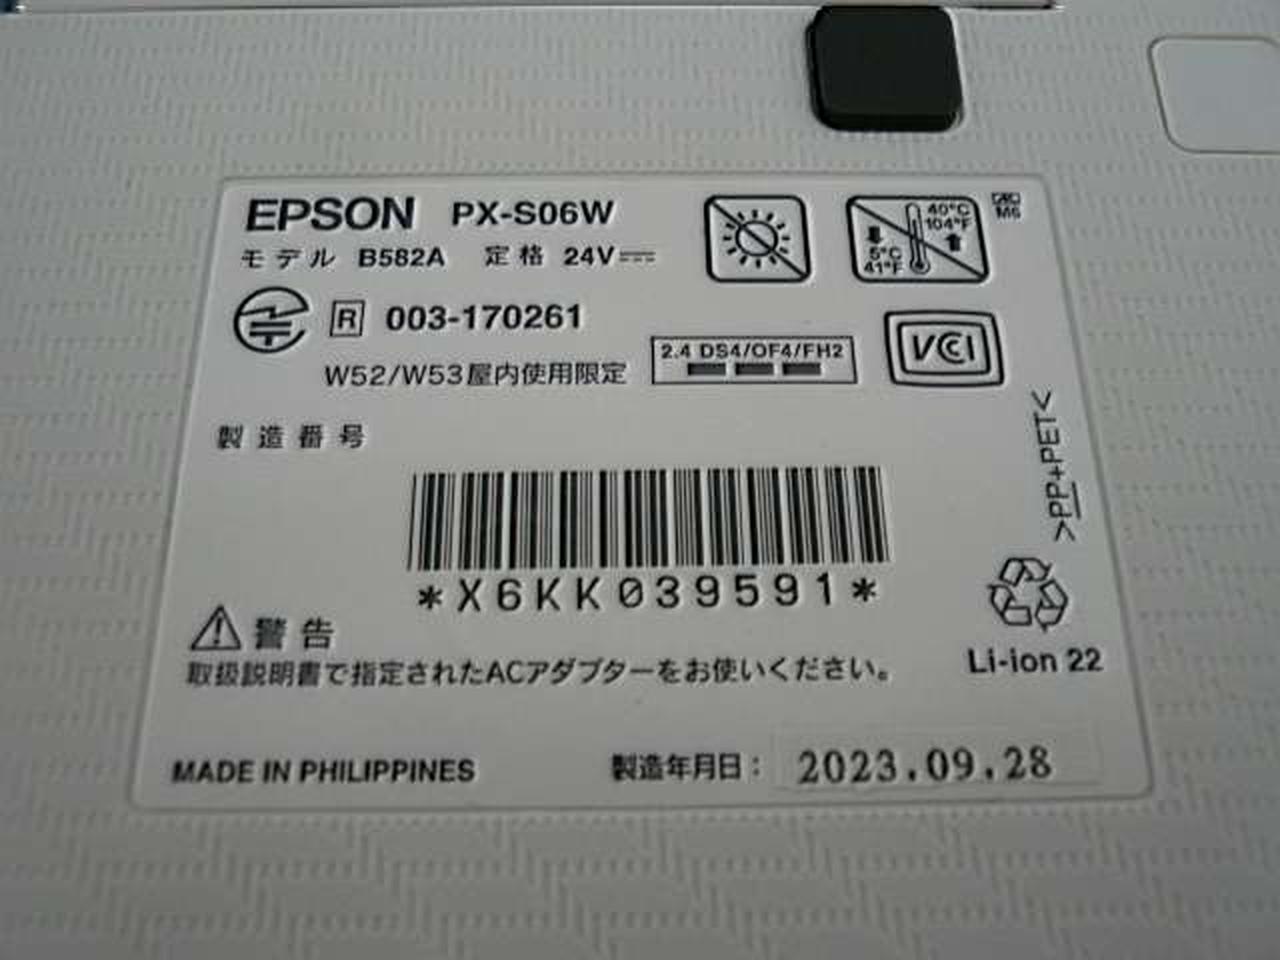 EPSON PX-S06W
モデル B582A 定格 24V
40°C
104°F
5°C
41°F
R 003-170261
W52/W53屋内使用限定
2.4 DS4/OF4/FH2
VCCI
製造番号
*X6KK039591*
>PP+PET<
警告
取扱説明書で指定されたACアダプターをお使いください。
Li-ion 22
MADE IN PHILIPPINES 製造年月日: 2023.09.28